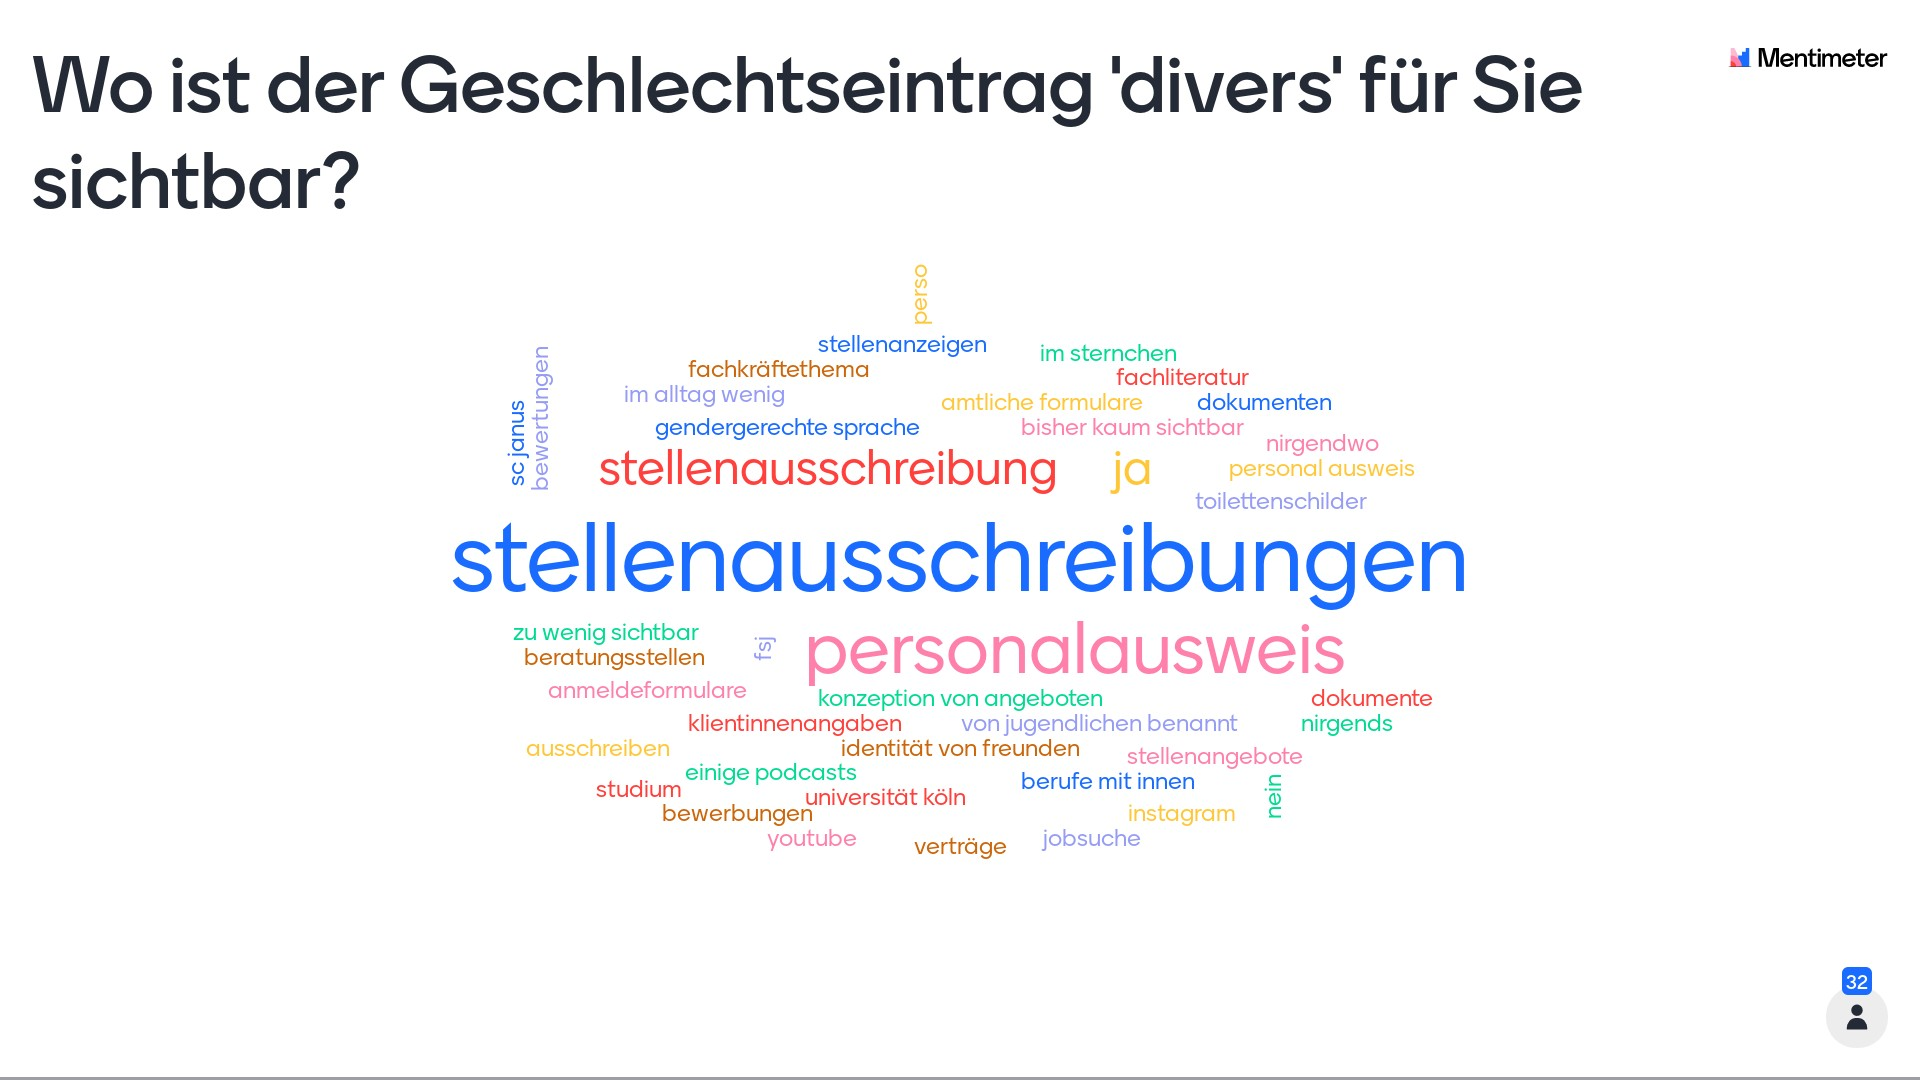 Wo ist der Geschlechtseintrag 'divers' für Sie
sichtbar?
Mentimeter
perso
stellenanzeigen
im sternchen
fachkräftethema
fachliteratur
im alltag wenig
amtliche formulare
dokumenten
gendergerechte sprache
bisher kaum sichtbar
nirgendwo
sc janus
bewertungen
stellenausschreibung
ja
personal ausweis
toilettenschilder
stellenausschreibungen
zu wenig sichtbar
fsj
personalausweis
beratungsstellen
anmeldeformulare
konzeption von angeboten
dokumente
klientinnenangaben
von jugendlichen benannt
nirgends
ausschreiben
identität von freunden
stellenangebote
einige podcasts
berufe mit innen
nein
studium
universität köln
bewerbungen
instagram
youtube
verträge
jobsuche
32